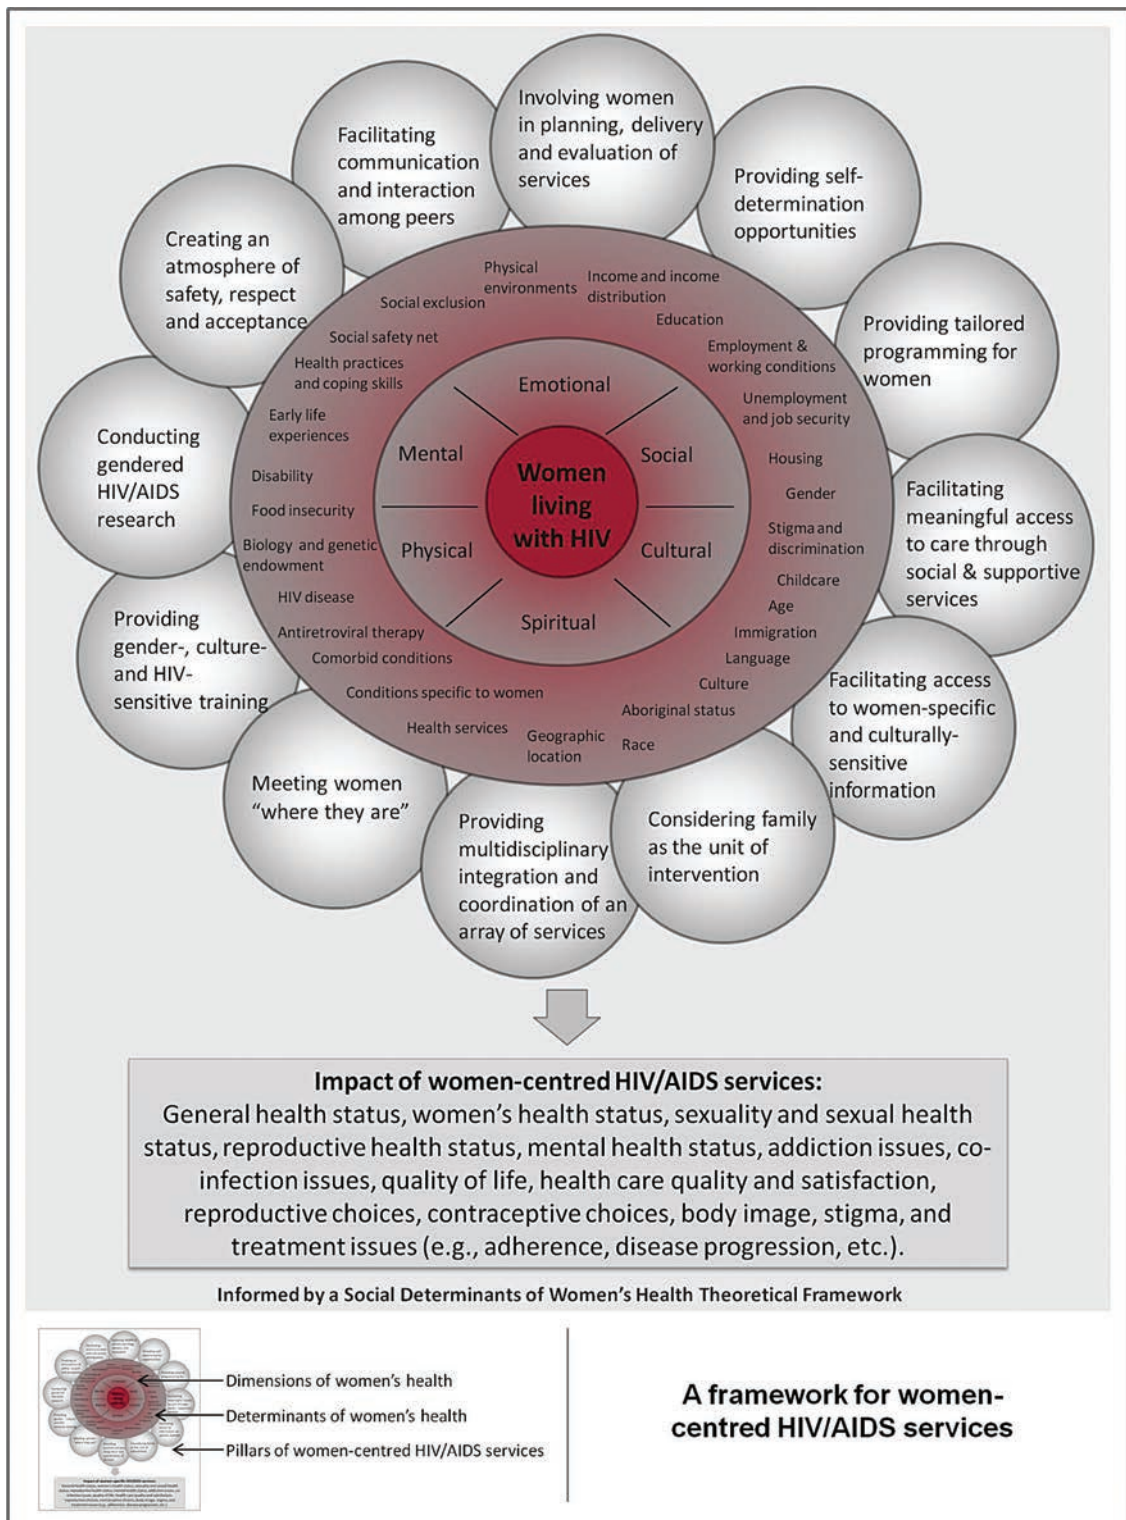 Involving women
in planning, delivery
and evaluation of
services
Providing self-
determination
opportunities
Providing tailored
programming for
women
Facilitating
meaningful access
to care through
social & supportive
services
Facilitating access
to women-specific
and culturally-
sensitive
information
Considering family
as the unit of
intervention
Providing
multidisciplinary
integration and
coordination of an
array of services
Meeting women
“where they are”
Providing
gender-, culture-
and HIV-
sensitive training
Conducting
gendered
HIV/AIDS
research
Creating an
atmosphere of
safety, respect
and acceptance
Facilitating
communication
and interaction
among peers
Physical
environments
Income and income
distribution
Education
Employment &
working conditions
Unemployment
and job security
Housing
Gender
Stigma and
discrimination
Childcare
Age
Immigration
Language
Culture
Aboriginal status
Race
Geographic
location
Health services
Conditions specific to women
Comorbid conditions
Antiretroviral therapy
HIV disease
Biology and genetic
endowment
Food insecurity
Disability
Early life
experiences
Health practices
and coping skills
Social safety net
Social exclusion
Emotional
Social
Cultural
Spiritual
Physical
Mental
Women
living
with HIV
Impact of women-centred HIV/AIDS services:
General health status, women’s health status, sexuality and sexual health
status, reproductive health status, mental health status, addiction issues, co-
infection issues, quality of life, health care quality and satisfaction,
reproductive choices, contraceptive choices, body image, stigma, and
treatment issues (e.g., adherence, disease progression, etc.).
Informed by a Social Determinants of Women’s Health Theoretical Framework
Dimensions of women’s health
Determinants of women’s health
Pillars of women-centred HIV/AIDS services
A framework for women-
centred HIV/AIDS services